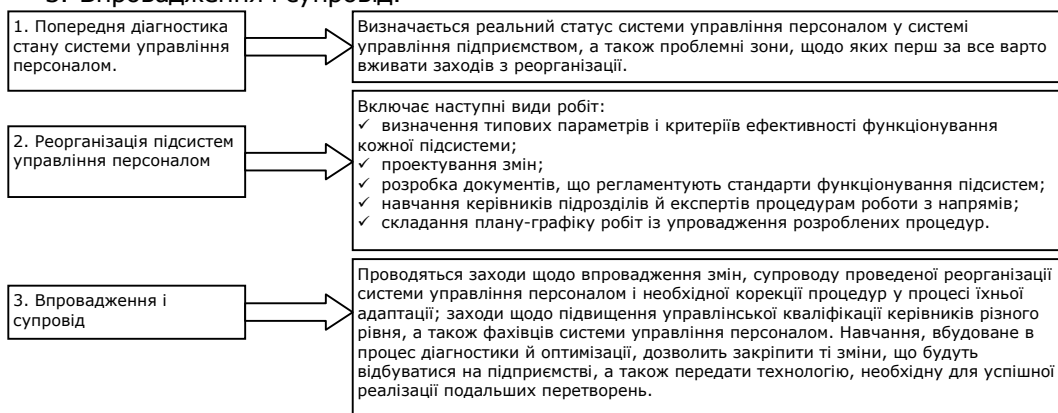 3. Впровадження і супровід.
1. Попередня діагностика
стану системи управління
персоналом.
Визначається реальний статус системи управління персоналом у системі
управління підприємством, а також проблемні зони, щодо яких перш за все варто
вживати заходів з реорганізації.
2. Реорганізація підсистем
управління персоналом
Включає наступні види робіт:
✓ визначення типових параметрів і критеріїв ефективності функціонування
кожної підсистеми;
✓ проектування змін;
✓ розробка документів, що регламентують стандарти функціонування підсистем;
✓ навчання керівників підрозділів й експертів процедурам роботи з напрямів;
✓ складання плану-графіку робіт із упровадження розроблених процедур.
3. Впровадження і
супровід
Проводяться заходи щодо впровадження змін, супроводу проведеної реорганізації
системи управління персоналом і необхідної корекції процедур у процесі їхньої
адаптації; заходи щодо підвищення управлінської кваліфікації керівників різного
рівня, а також фахівців системи управління персоналом. Навчання, вбудоване в
процес діагностики й оптимізації, дозволить закріпити ті зміни, що будуть
відбуватися на підприємстві, а також передати технологію, необхідну для успішної
реалізації подальших перетворень.